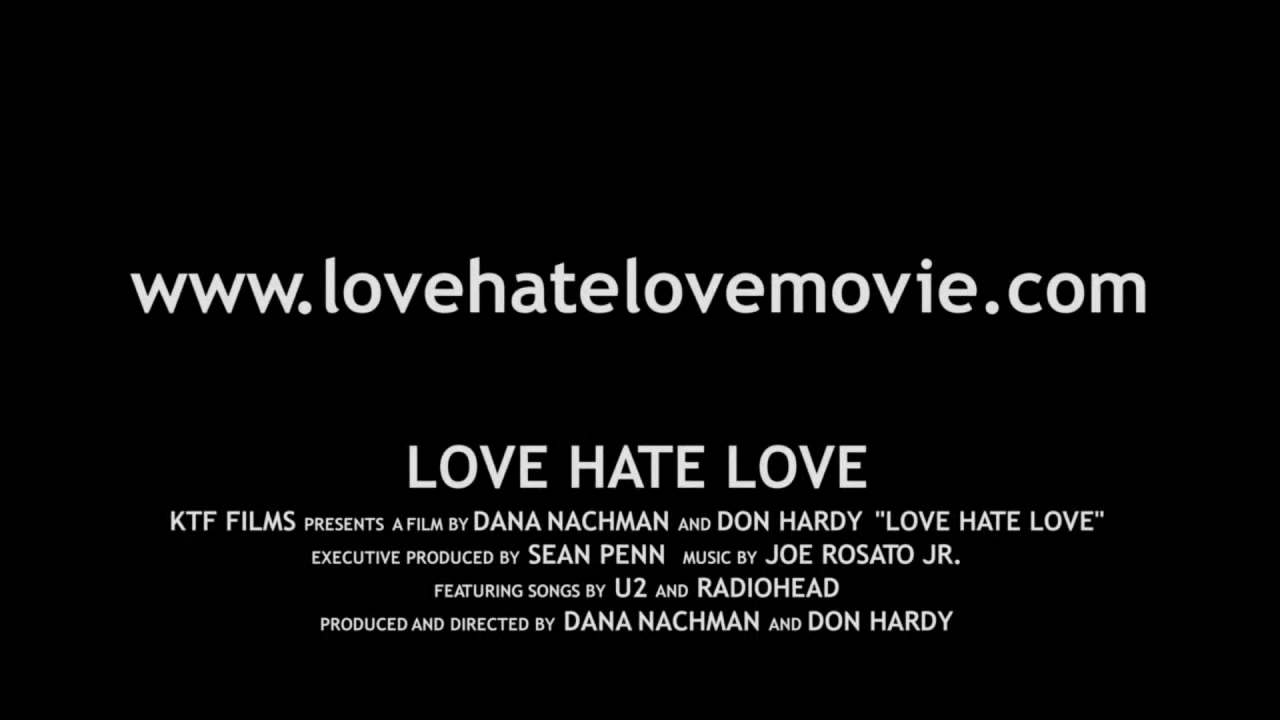 www.lovehatelovemovie.com
LOVE HATE LOVE
KTF FILMS PRESENTS A FILM BY DANA NACHMAN AND DON HARDY "LOVE HATE LOVE"
EXECUTIVE PRODUCED BY SEAN PENN MUSIC BY JOE ROSATO JR.
FEATURING SONGS BY U2 AND RADIOHEAD
PRODUCED AND DIRECTED BY DANA NACHMAN AND DON HARDY